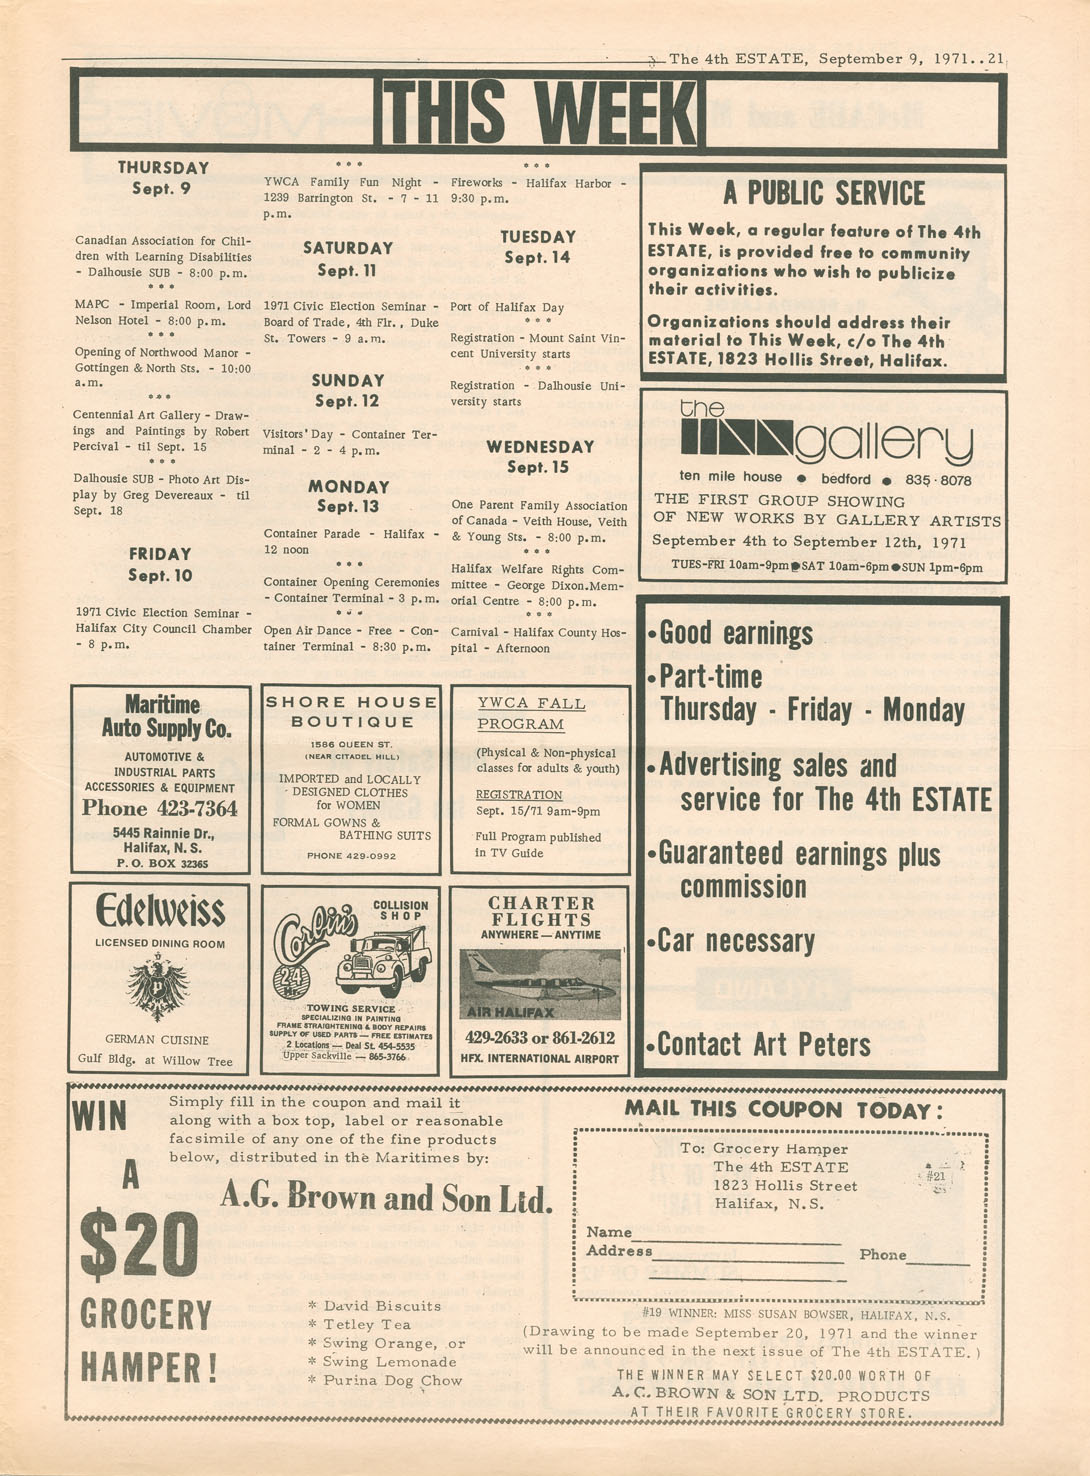 The 4th ESTATE, September 9, 1971..21
THIS WEEK
THURSDAY
Sept. 9
Canadian Association for Chil-
dren with Learning Disabilities
- Dalhousie SUB - 8:00 p.m.
* * *
MAPC - Imperial Room, Lord
Nelson Hotel - 8:00 p.m.
* * *
Opening of Northwood Manor -
Gottingen & North Sts. - 10:00
a.m.
* * *
Centennial Art Gallery - Draw-
ings and Paintings by Robert
Percival - til Sept. 15
* * *
Dalhousie SUB - Photo Art Dis-
play by Greg Devereaux - til
Sept. 18
FRIDAY
Sept. 10
1971 Civic Election Seminar -
Halifax City Council Chamber
- 8 p.m.
* * *
YWCA Family Fun Night -
1239 Barrington St. - 7 - 11
p.m.
SATURDAY
Sept. 11
1971 Civic Election Seminar -
Board of Trade, 4th Flr., Duke
St. Towers - 9 a.m.
SUNDAY
Sept. 12
Visitors' Day - Container Ter-
minal - 2 - 4 p.m.
MONDAY
Sept. 13
Container Parade - Halifax -
12 noon
* * *
Container Opening Ceremonies
- Container Terminal - 3 p.m.
* * *
Open Air Dance - Free - Con-
tainer Terminal - 8:30 p.m.
* * *
Fireworks - Halifax Harbor -
9:30 p.m.
TUESDAY
Sept. 14
Port of Halifax Day
* * *
Registration - Mount Saint Vin-
cent University starts
* * *
Registration - Dalhousie Uni-
versity starts
WEDNESDAY
Sept. 15
One Parent Family Association
of Canada - Veith House, Veith
& Young Sts. - 8:00 p.m.
* * *
Halifax Welfare Rights Com-
mittee - George Dixon Mem-
orial Centre - 8:00 p.m.
* * *
Carnival - Halifax County Hos-
pital - Afternoon
A PUBLIC SERVICE
This Week, a regular feature of The 4th
ESTATE, is provided free to community
organizations who wish to publicize
their activities.
Organizations should address their
material to This Week, c/o The 4th
ESTATE, 1823 Hollis Street, Halifax.
the
INN gallery
ten mile house ● bedford ● 835·8078
THE FIRST GROUP SHOWING
OF NEW WORKS BY GALLERY ARTISTS
September 4th to September 12th, 1971
TUES-FRI 10am-9pm●SAT 10am-6pm●SUN 1pm-6pm
•Good earnings
•Part-time
Thursday - Friday - Monday
•Advertising sales and
service for The 4th ESTATE
•Guaranteed earnings plus
commission
•Car necessary
•Contact Art Peters
Maritime
Auto Supply Co.
AUTOMOTIVE &
INDUSTRIAL PARTS
ACCESSORIES & EQUIPMENT
Phone 423-7364
5445 Rainnie Dr.,
Halifax, N.S.
P.O. BOX 32365
SHORE HOUSE
BOUTIQUE
1586 QUEEN ST.
(NEAR CITADEL HILL)
IMPORTED and LOCALLY
DESIGNED CLOTHES
for WOMEN
FORMAL GOWNS &
BATHING SUITS
PHONE 429-0992
YWCA FALL
PROGRAM
(Physical & Non-physical
classes for adults & youth)
REGISTRATION
Sept. 15/71 9am-9pm
Full Program published
in TV Guide
Edelweiss
LICENSED DINING ROOM
P
GERMAN CUISINE
Gulf Bldg. at Willow Tree
Corbin's
COLLISION
SHOP
24
Hr.
TOWING SERVICE
SPECIALIZING IN PAINTING
FRAME STRAIGHTENING & BODY REPAIRS
SUPPLY OF USED PARTS — FREE ESTIMATES
2 Locations — Deal St. 454-5535
Upper Sackville — 865-3766
CHARTER
FLIGHTS
ANYWHERE — ANYTIME
AIR HALIFAX
429-2633 or 861-2612
HFX. INTERNATIONAL AIRPORT
WIN
A
$20
GROCERY
HAMPER!
Simply fill in the coupon and mail it
along with a box top, label or reasonable
facsimile of any one of the fine products
below, distributed in the Maritimes by:
A.G. Brown and Son Ltd.
* David Biscuits
* Tetley Tea
* Swing Orange, or
* Swing Lemonade
* Purina Dog Chow
MAIL THIS COUPON TODAY:
To: Grocery Hamper
The 4th ESTATE
1823 Hollis Street
Halifax, N.S.
#21
Name
Address
Phone
#19 WINNER: MISS SUSAN BOWSER, HALIFAX, N.S.
(Drawing to be made September 20, 1971 and the winner
will be announced in the next issue of The 4th ESTATE.)
THE WINNER MAY SELECT $20.00 WORTH OF
A.C. BROWN & SON LTD. PRODUCTS
AT THEIR FAVORITE GROCERY STORE.